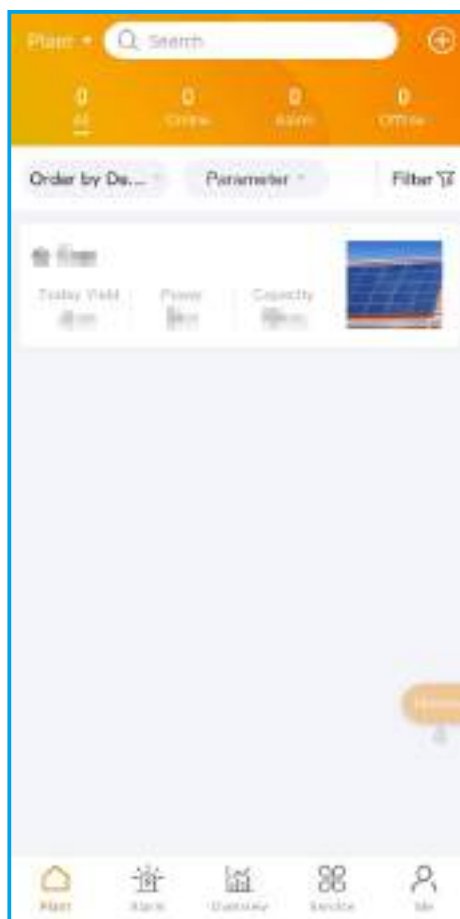 Plant
Search
0 0 0 0
All Online Alarm Offline
Order by De...
Parameter
Filter
Today Yield Power Capacity
Plant Alarm Overview Service Me